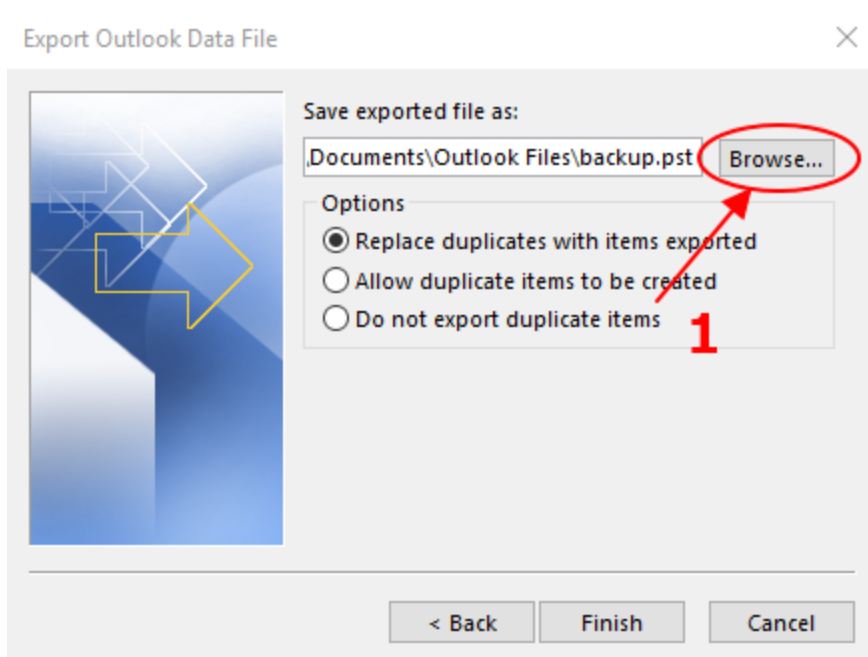 Export Outlook Data File
Save exported file as:
Documents\Outlook Files\backup.pst
Browse...
Options
Replace duplicates with items exported
Allow duplicate items to be created
Do not export duplicate items
1
< Back
Finish
Cancel